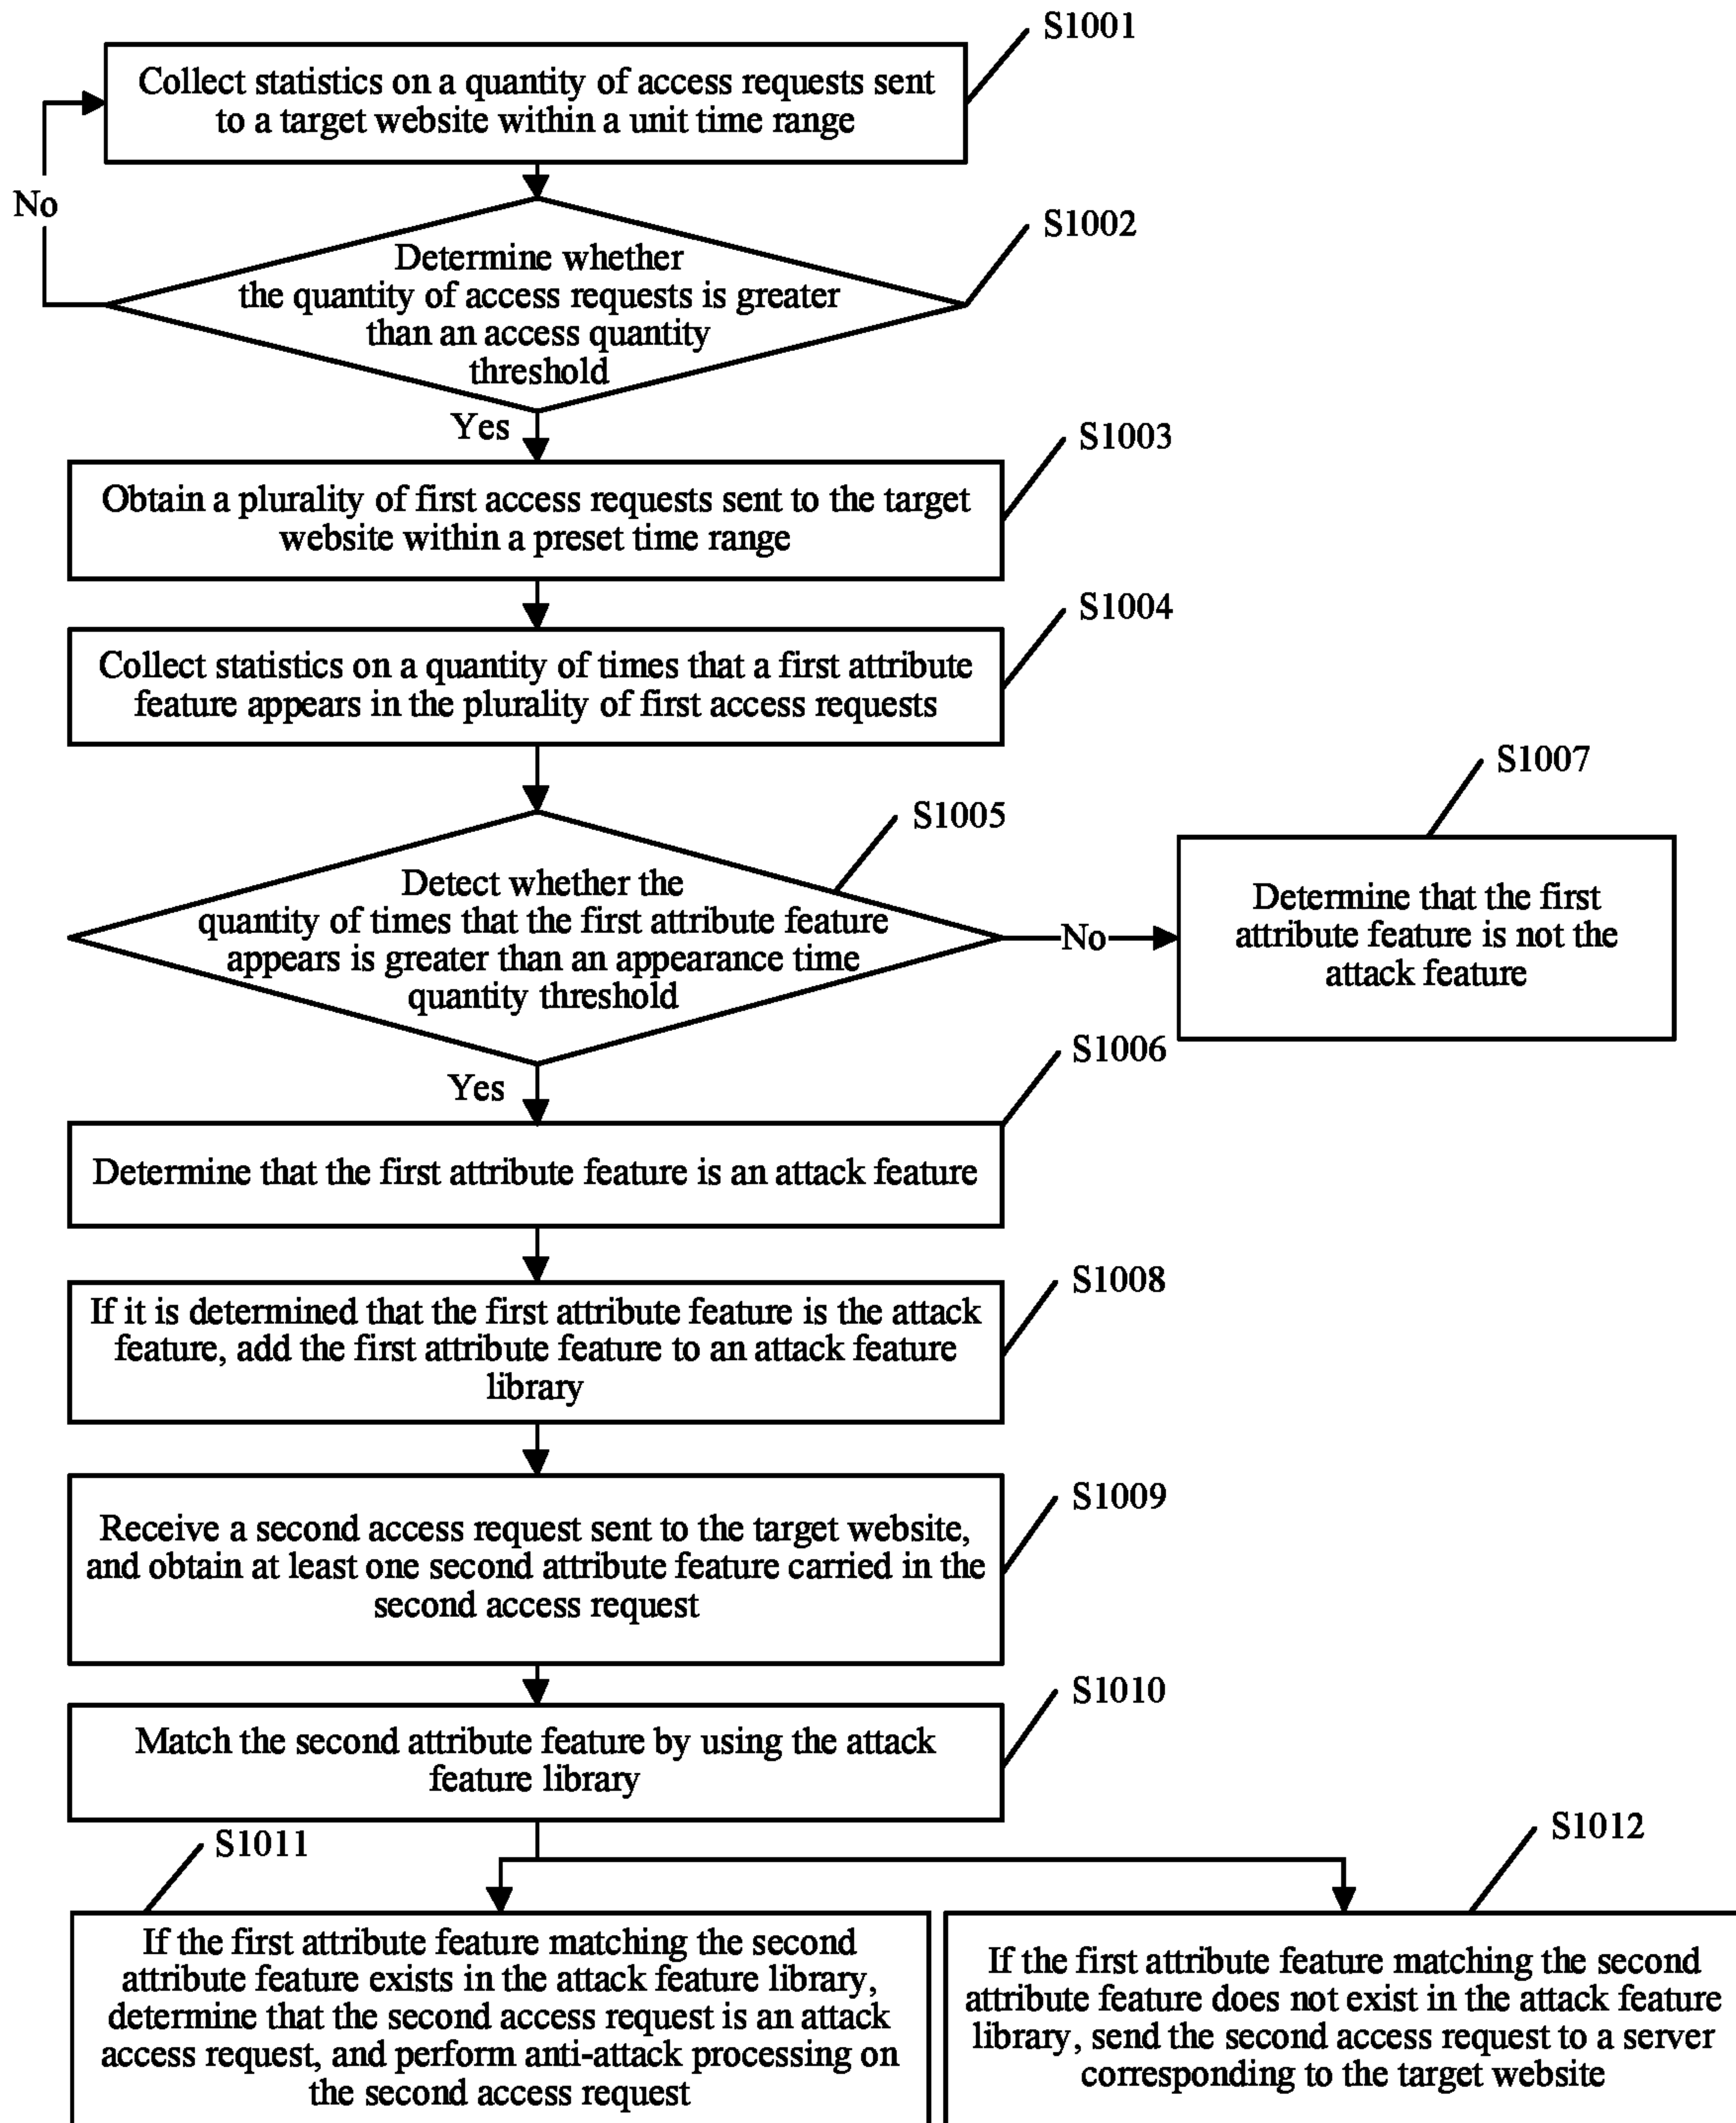 S1001
Collect statistics on a quantity of access requests sent
to a target website within a unit time range
No
S1002
Determine whether
the quantity of access requests is greater
than an access quantity
threshold
Yes
S1003
Obtain a plurality of first access requests sent to the target
website within a preset time range
S1004
Collect statistics on a quantity of times that a first attribute
feature appears in the plurality of first access requests
S1005
Detect whether the
quantity of times that the first attribute feature
appears is greater than an appearance time
quantity threshold
No
S1007
Determine that the first
attribute feature is not the
attack feature
Yes
S1006
Determine that the first attribute feature is an attack feature
S1008
If it is determined that the first attribute feature is the attack
feature, add the first attribute feature to an attack feature
library
S1009
Receive a second access request sent to the target website,
and obtain at least one second attribute feature carried in the
second access request
S1010
Match the second attribute feature by using the attack
feature library
S1011
If the first attribute feature matching the second
attribute feature exists in the attack feature library,
determine that the second access request is an attack
access request, and perform anti-attack processing on
the second access request
S1012
If the first attribute feature matching the second
attribute feature does not exist in the attack feature
library, send the second access request to a server
corresponding to the target website